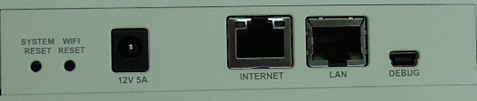 SYSTEM RESET
WIFI RESET
12V 5A
INTERNET
LAN
DEBUG